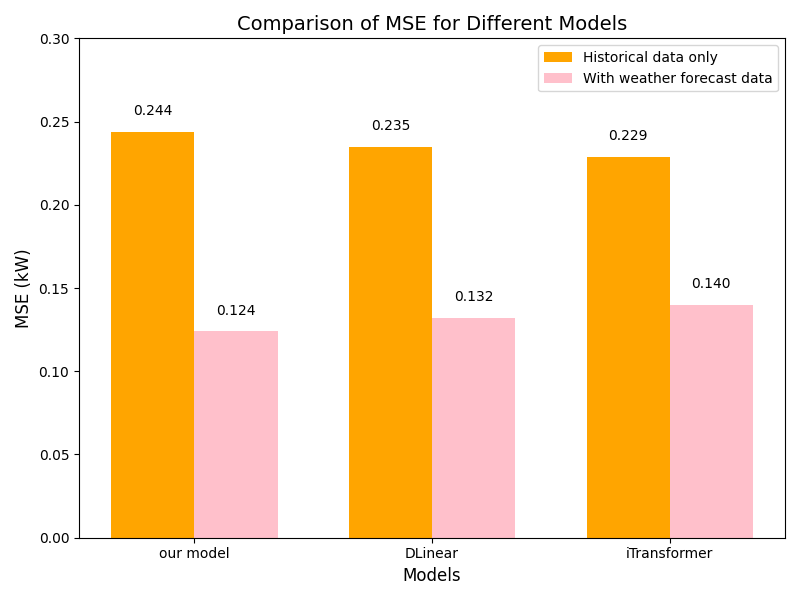 Comparison of MSE for Different Models
Historical data only
With weather forecast data
MSE (kW)
0.30
0.25
0.20
0.15
0.10
0.05
0.00
0.244
0.124
0.235
0.132
0.229
0.140
our model
DLinear
iTransformer
Models